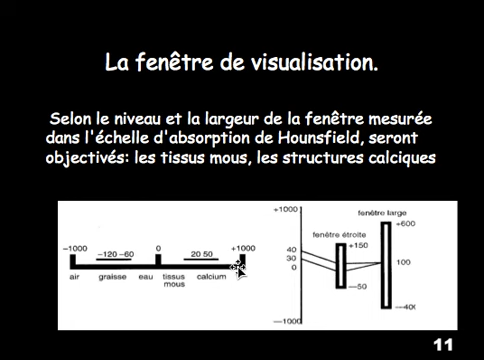 La fenêtre de visualisation.
Selon le niveau et la largeur de la fenêtre mesurée
dans l'échelle d'absorption de Hounsfield, seront
objectivés: les tissus mous, les structures calciques
−1000 −120 −60 0 20 50 +1000
air graisse eau tissus mous calcium
+1000
40
30
0
−1000
fenêtre étroite
+150
−50
fenêtre large
+600
100
−400
11